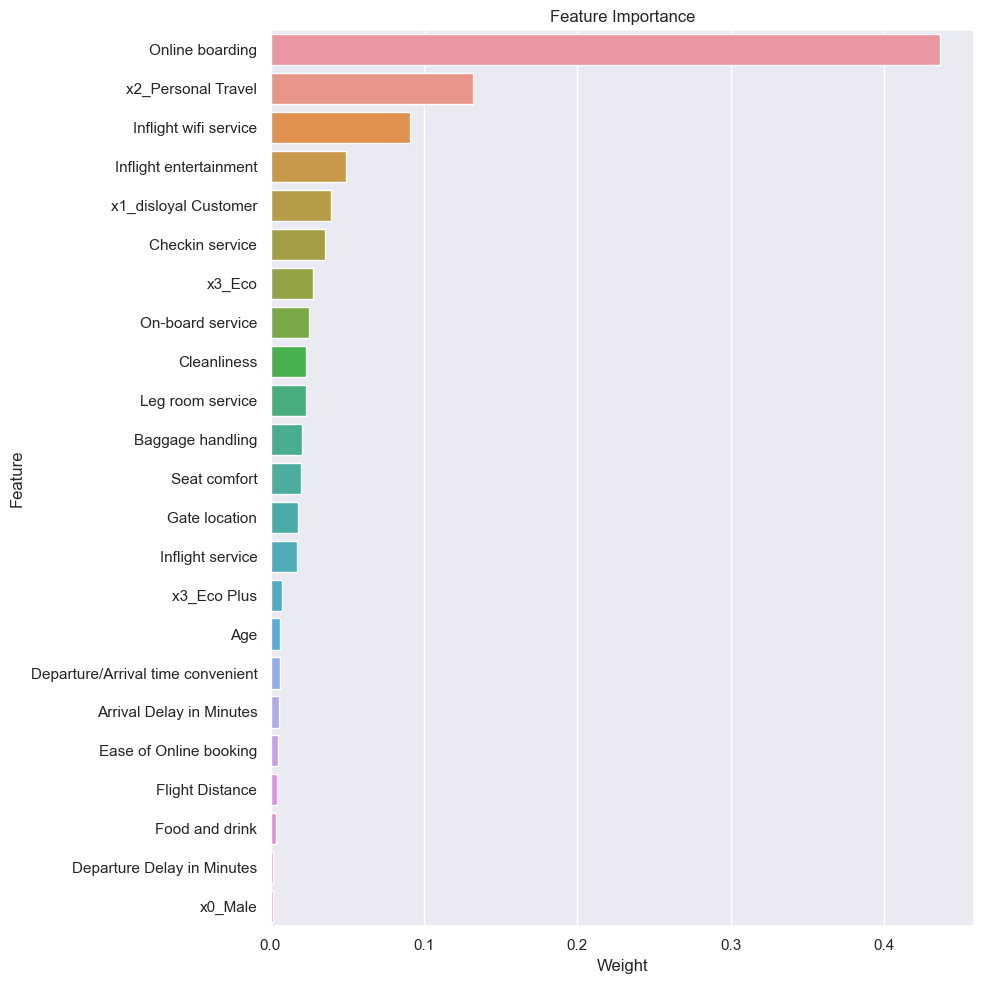 Feature Importance
Online boarding
x2_Personal Travel
Inflight wifi service
Inflight entertainment
x1_disloyal Customer
Checkin service
x3_Eco
On-board service
Cleanliness
Leg room service
Baggage handling
Seat comfort
Gate location
Inflight service
x3_Eco Plus
Age
Departure/Arrival time convenient
Arrival Delay in Minutes
Ease of Online booking
Flight Distance
Food and drink
Departure Delay in Minutes
x0_Male
Feature
0.0 0.1 0.2 0.3 0.4
Weight